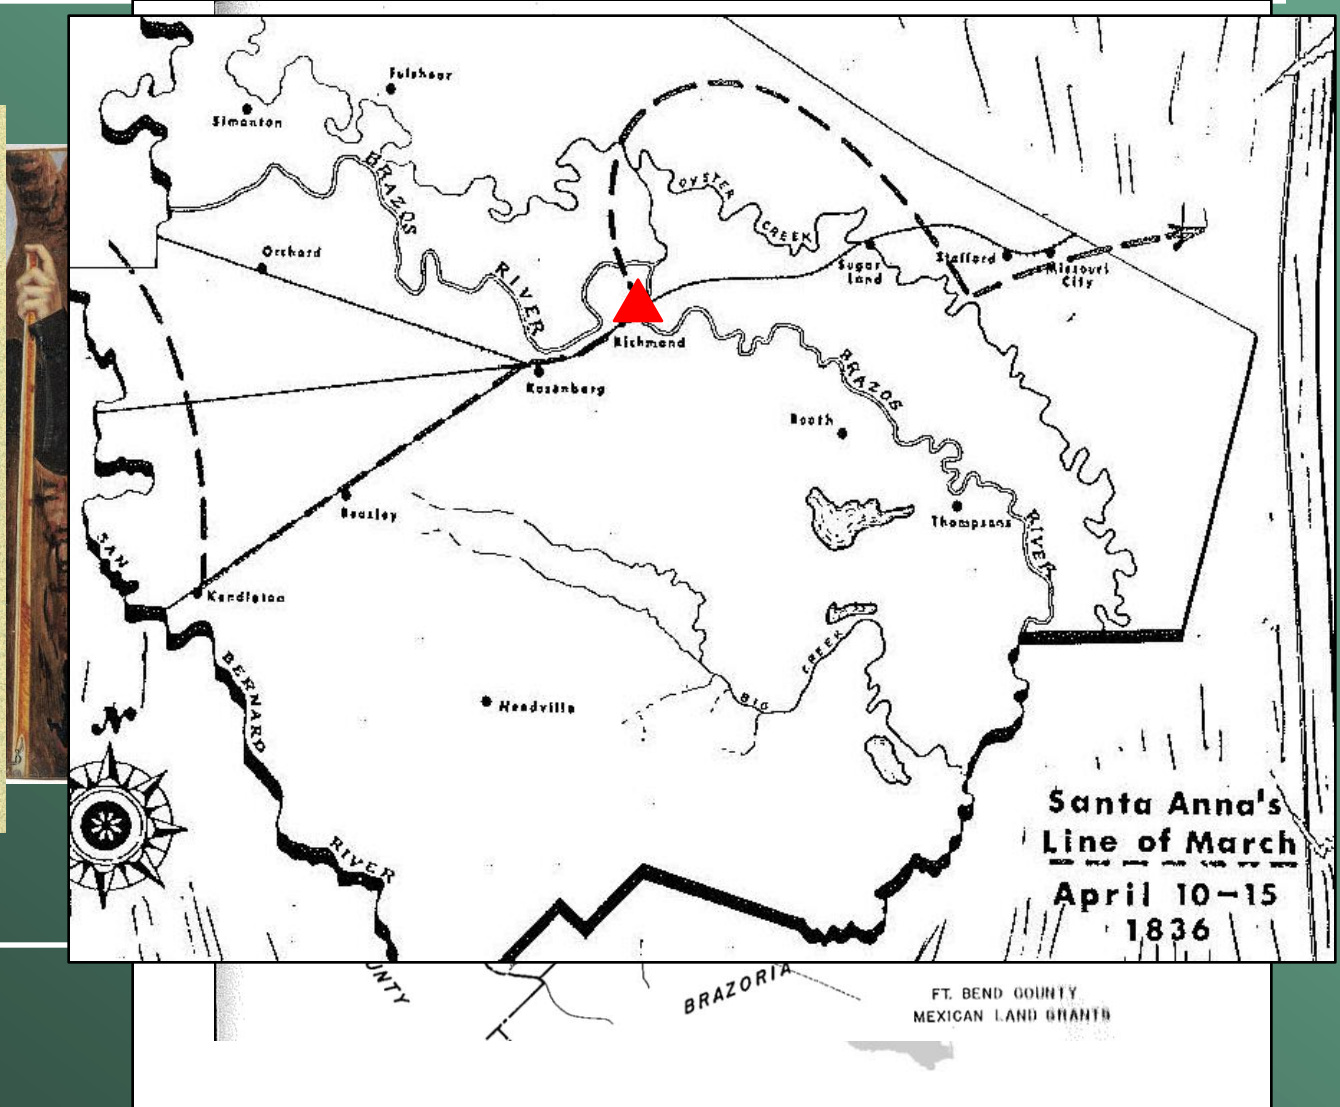 Fulshear
Simonton
BRAZOS
RIVER
Orchard
OYSTER
CREEK
Sugar
Land
Stafford
Missouri
City
Richmond
Rosenberg
BRAZOS
RIVER
Booth
Thompsons
Beasley
Kendleton
SAN
BERNARD
RIVER
Needville
BIG
CREEK
N
Santa Anna's
Line of March
April 10-15
1836
UNTY
BRAZORIA
FT. BEND COUNTY
MEXICAN LAND GRANTS